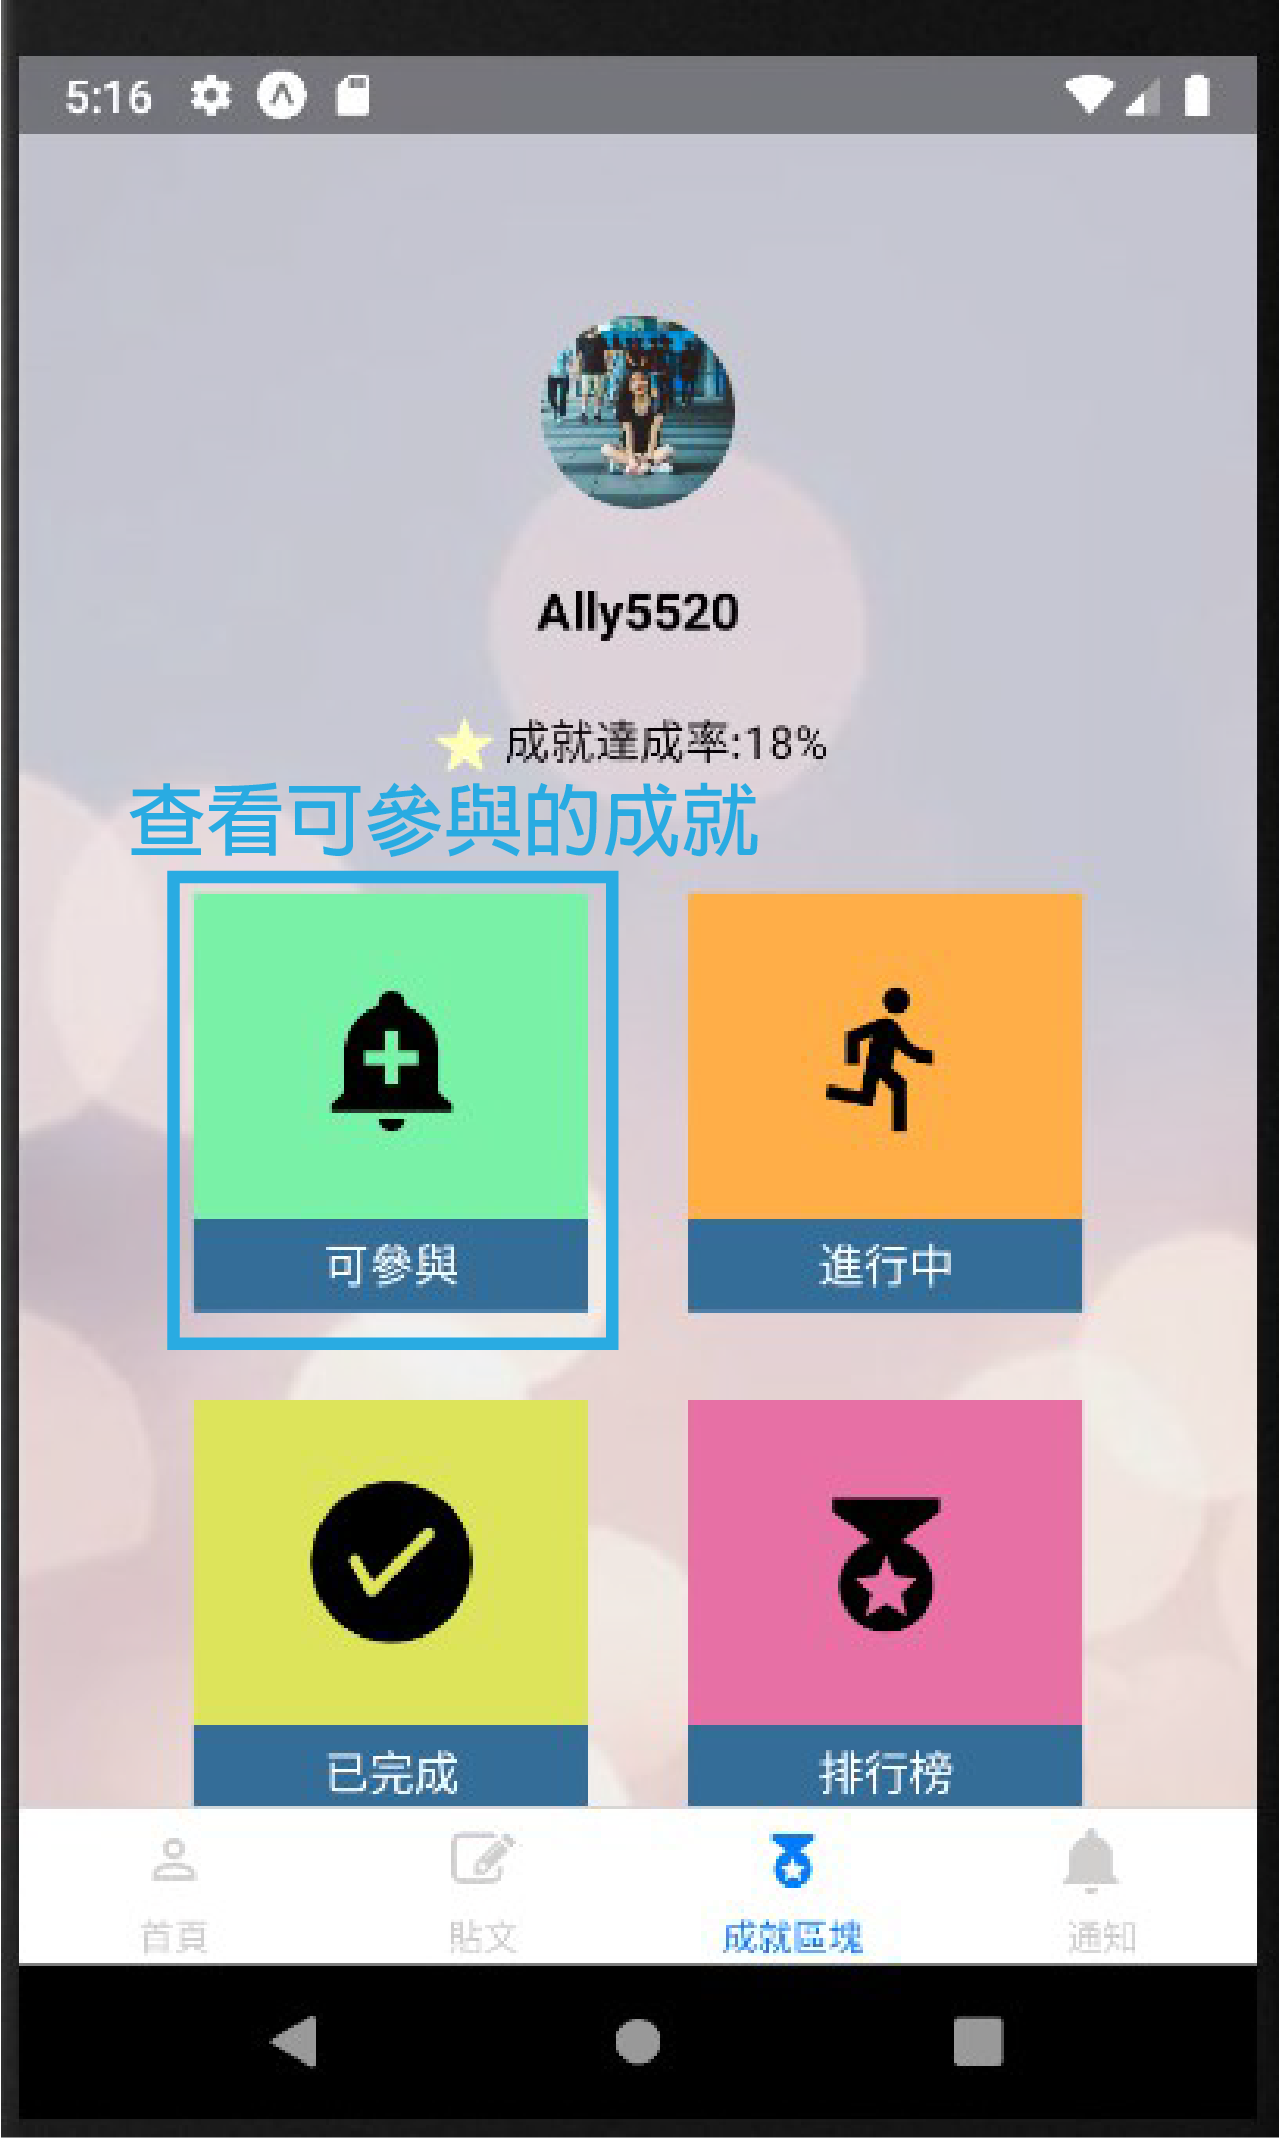 5:16
Ally5520
成就達成率:18%
查看可參與的成就
可參與
進行中
已完成
排行榜
首頁
貼文
成就區塊
通知